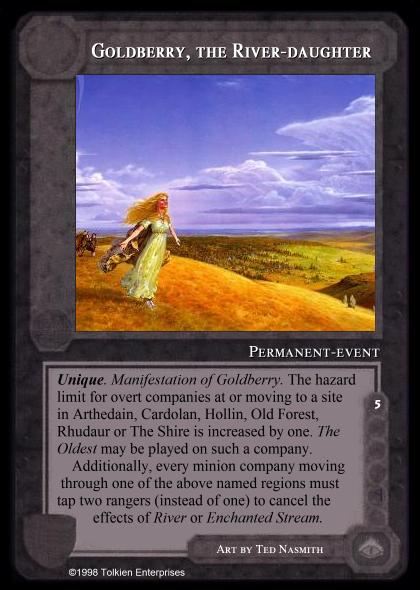 Goldberry, the River-daughter
Permanent-event
Unique. Manifestation of Goldberry. The hazard
limit for overt companies at or moving to a site
in Arthedain, Cardolan, Hollin, Old Forest,
Rhudaur or The Shire is increased by one. The
Oldest may be played on such a company.
Additionally, every minion company moving
through one of the above named regions must
tap two rangers (instead of one) to cancel the
effects of River or Enchanted Stream.
5
Art by Ted Nasmith
©1998 Tolkien Enterprises